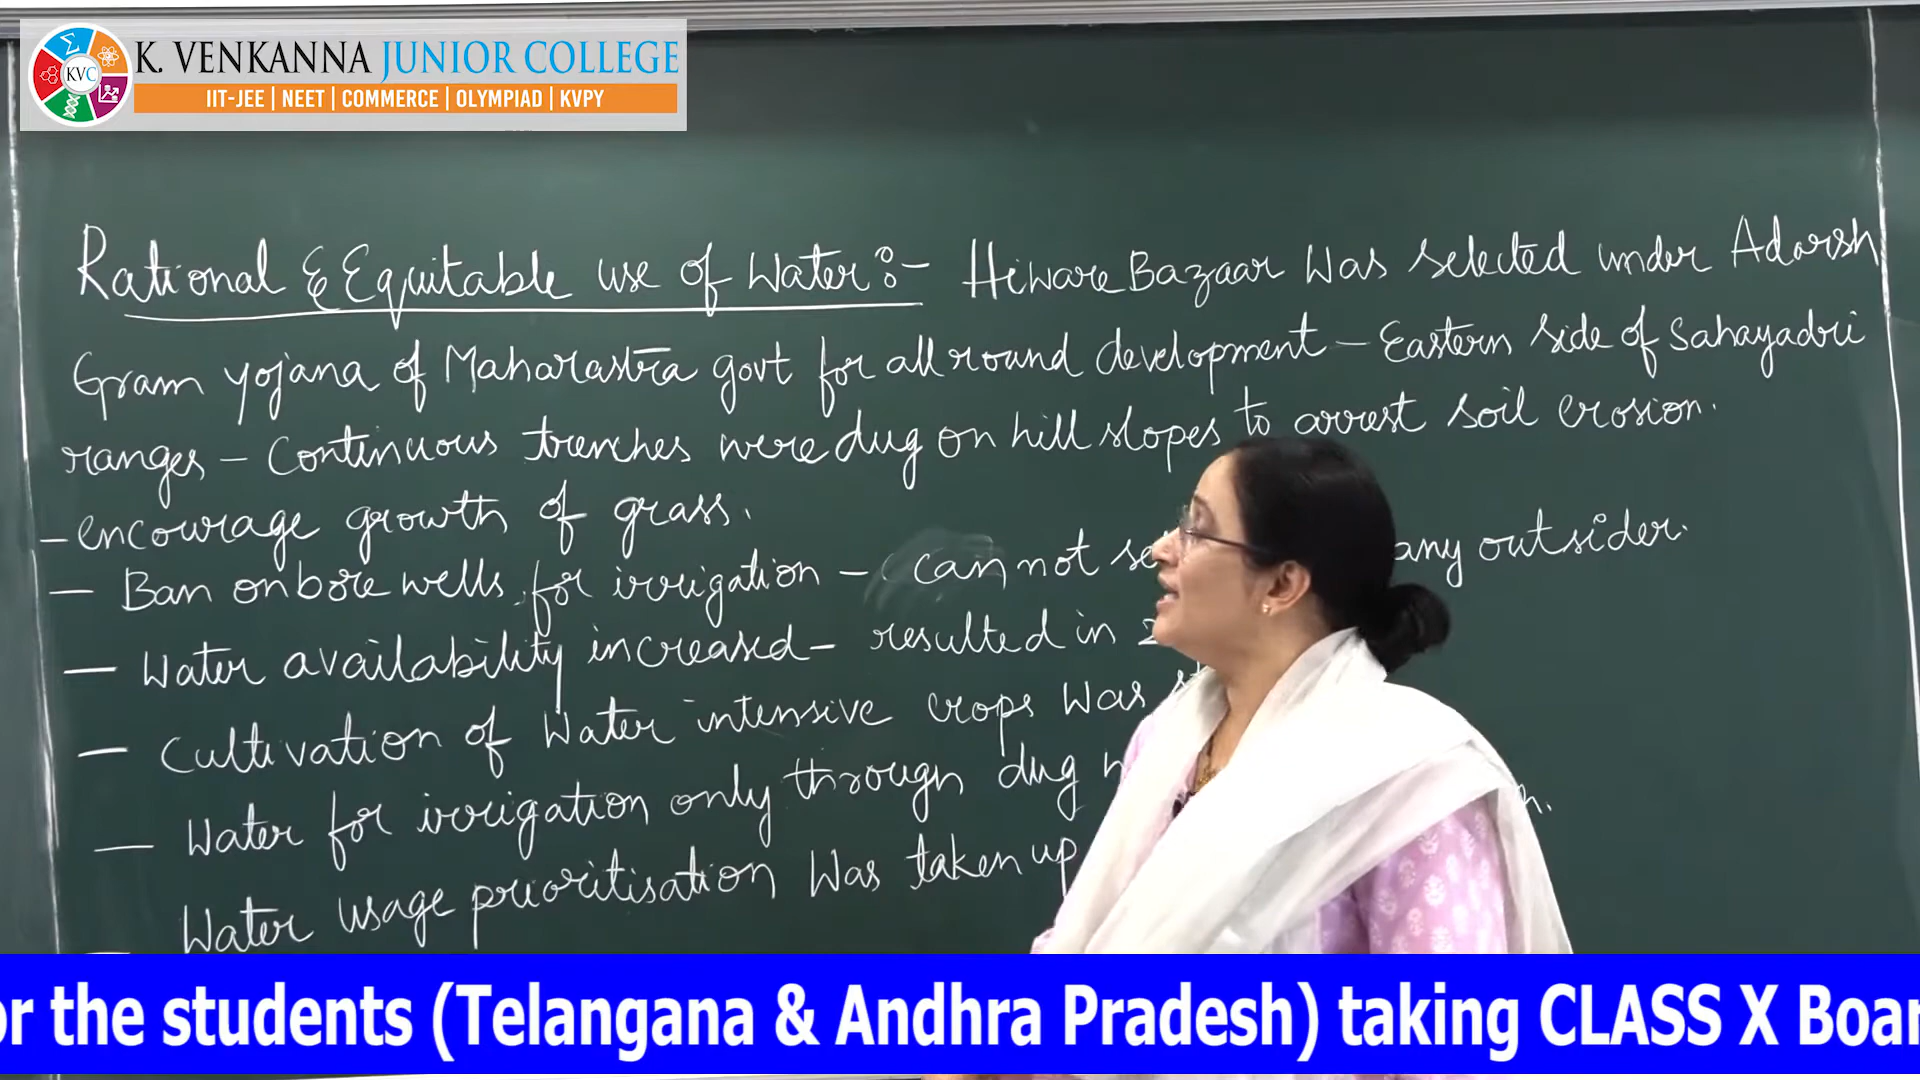 K. VENKANNA JUNIOR COLLEGE
KVC
IIT-JEE | NEET | COMMERCE | OLYMPIAD | KVPY
Rational & Equitable use of Water :- Hiware Bazaar was selected under Adarsh
Gram yojana of Maharastra govt for all round development - Eastern side of Sahayadri
ranges - Continuous trenches were dug on hill slopes to arrest soil erosion.
- encourage growth of grass.
- Ban on bore wells for irrigation - cannot any outsider.
- Water availability increased - resulted in
- Cultivation of Water intensive crops was
- Water for irrigation only through dug
- Water usage prioritisation was taken up
or the students (Telangana & Andhra Pradesh) taking CLASS X Boar